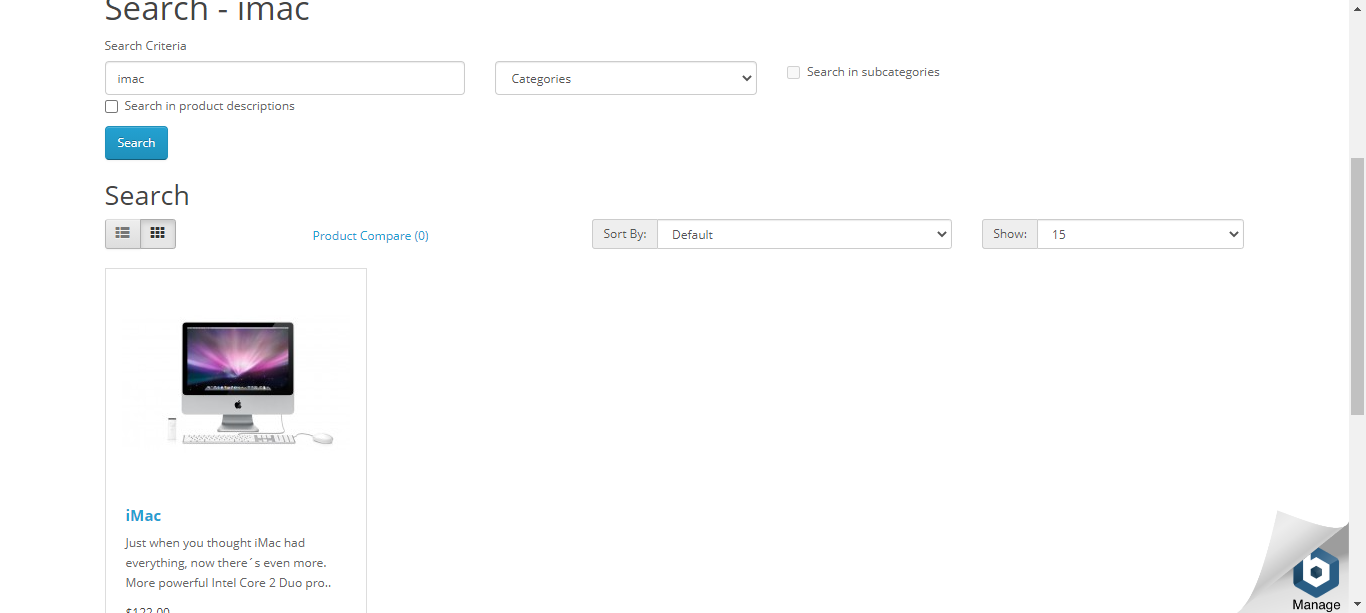 Search - imac
Search Criteria
imac
Categories
Search in subcategories
Search in product descriptions
Search
Search
Product Compare (0)
Sort By:
Default
Show:
15
iMac
Just when you thought iMac had
everything, now there´s even more.
More powerful Intel Core 2 Duo pro..
$122.00
Manage